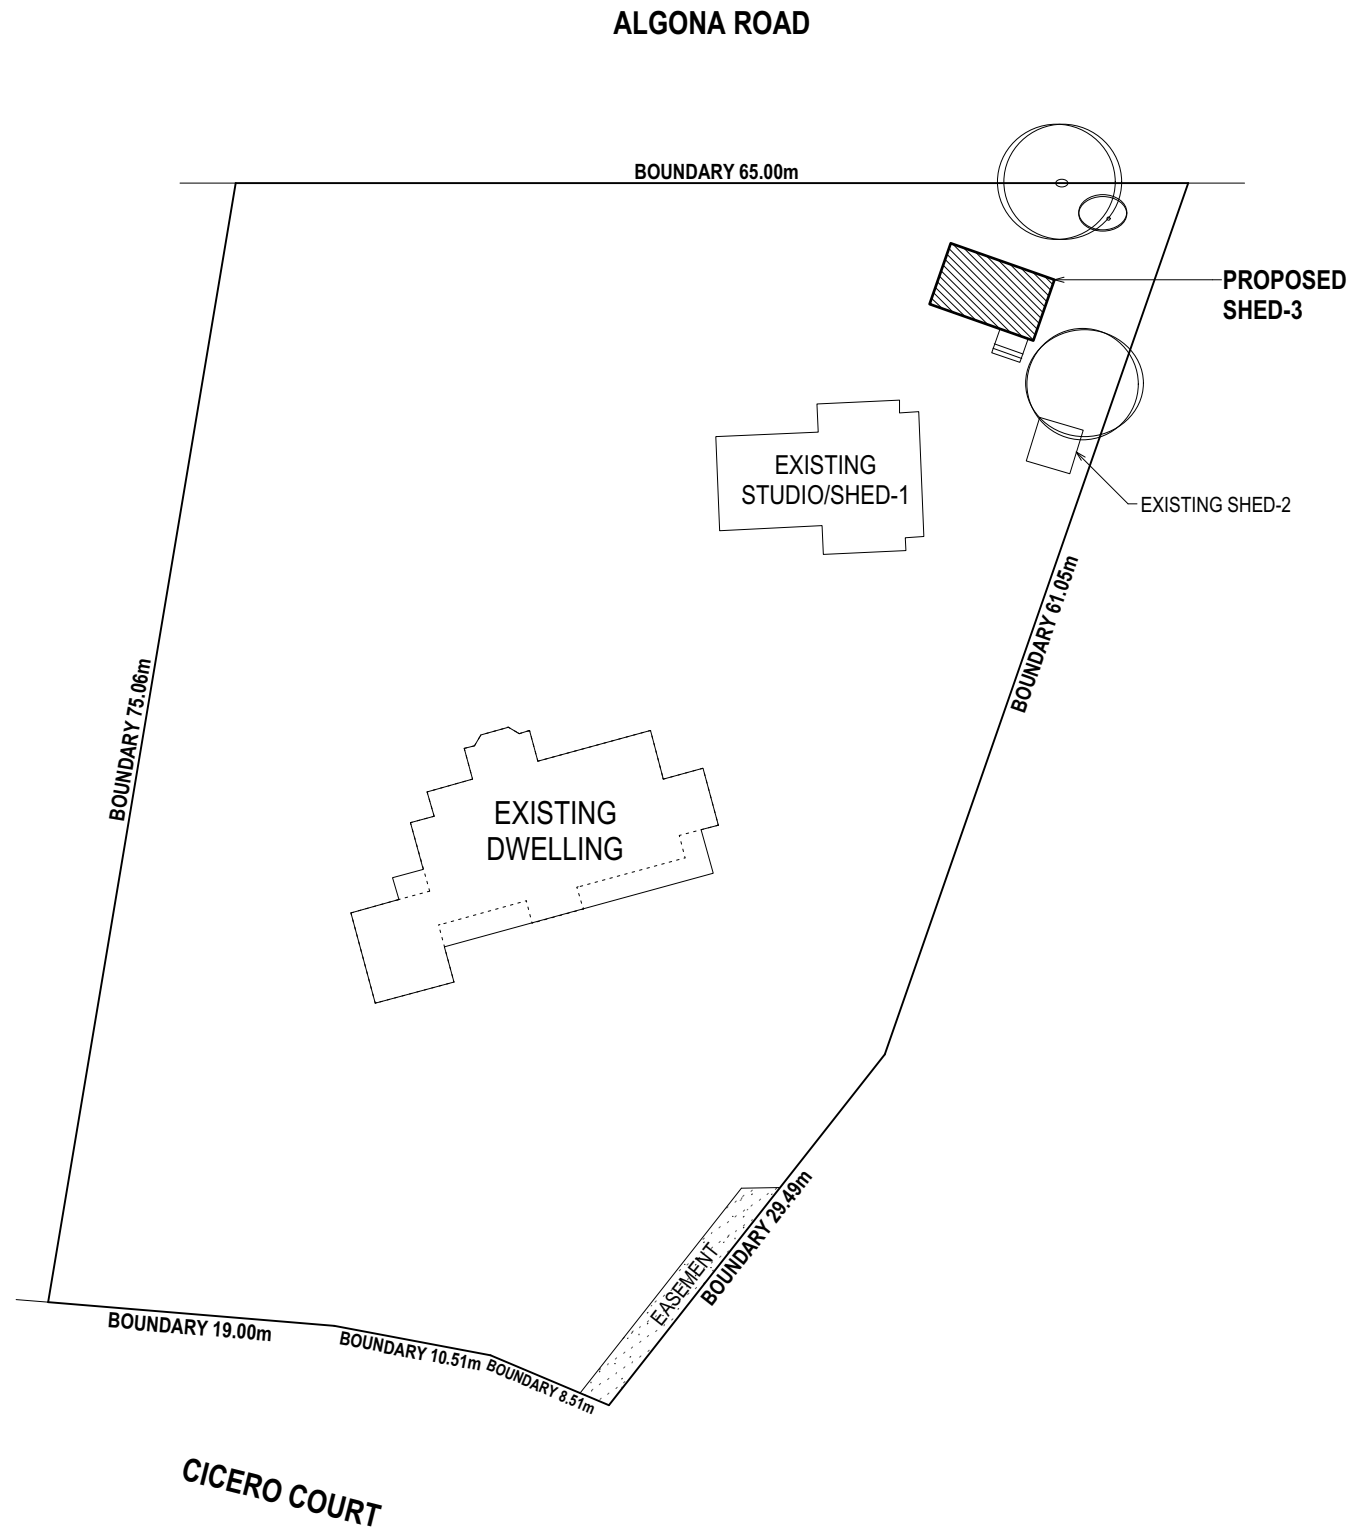 ALGONA ROAD
BOUNDARY 65.00m
PROPOSED
SHED-3
EXISTING
STUDIO/SHED-1
EXISTING SHED-2
BOUNDARY 61.05m
BOUNDARY 75.06m
EXISTING
DWELLING
BOUNDARY 29.49m
EASEMENT
BOUNDARY 19.00m
BOUNDARY 10.51m
BOUNDARY 8.51m
CICERO COURT